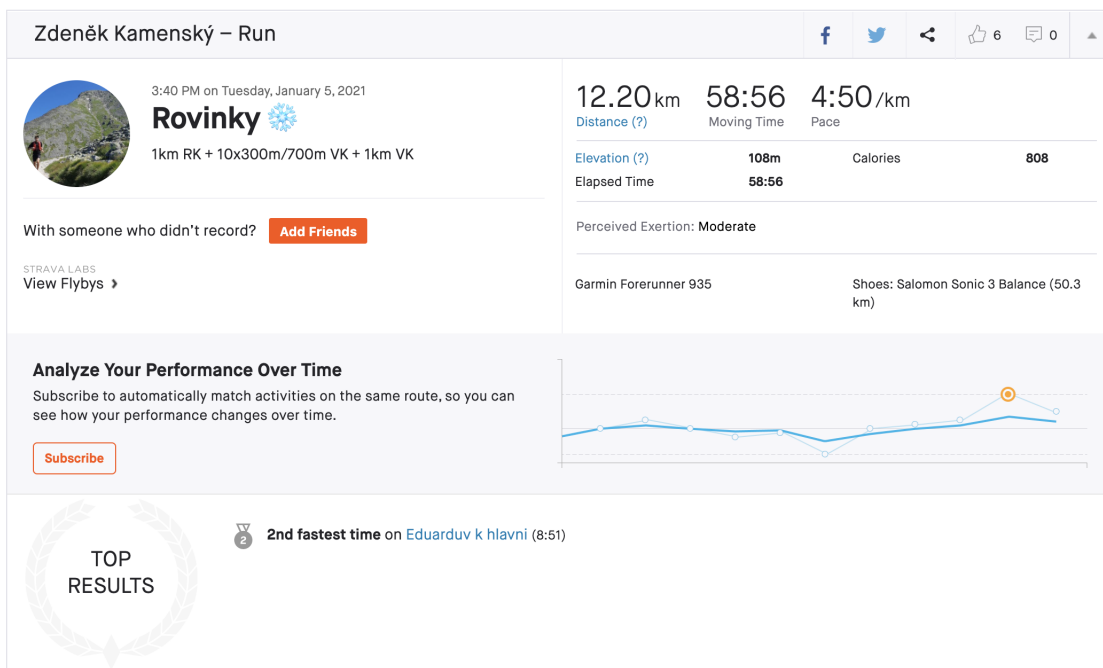 Zdeněk Kamenský – Run
6
0
3:40 PM on Tuesday, January 5, 2021
Rovinky
1km RK + 10x300m/700m VK + 1km VK
With someone who didn't record?
Add Friends
STRAVA LABS
View Flybys
12.20 km
58:56
4:50 /km
Distance (?)
Moving Time
Pace
Elevation (?)
108m
Calories
808
Elapsed Time
58:56
Perceived Exertion: Moderate
Garmin Forerunner 935
Shoes: Salomon Sonic 3 Balance (50.3
km)
Analyze Your Performance Over Time
Subscribe to automatically match activities on the same route, so you can
see how your performance changes over time.
Subscribe
TOP
RESULTS
2
2nd fastest time on Eduarduv k hlavni (8:51)